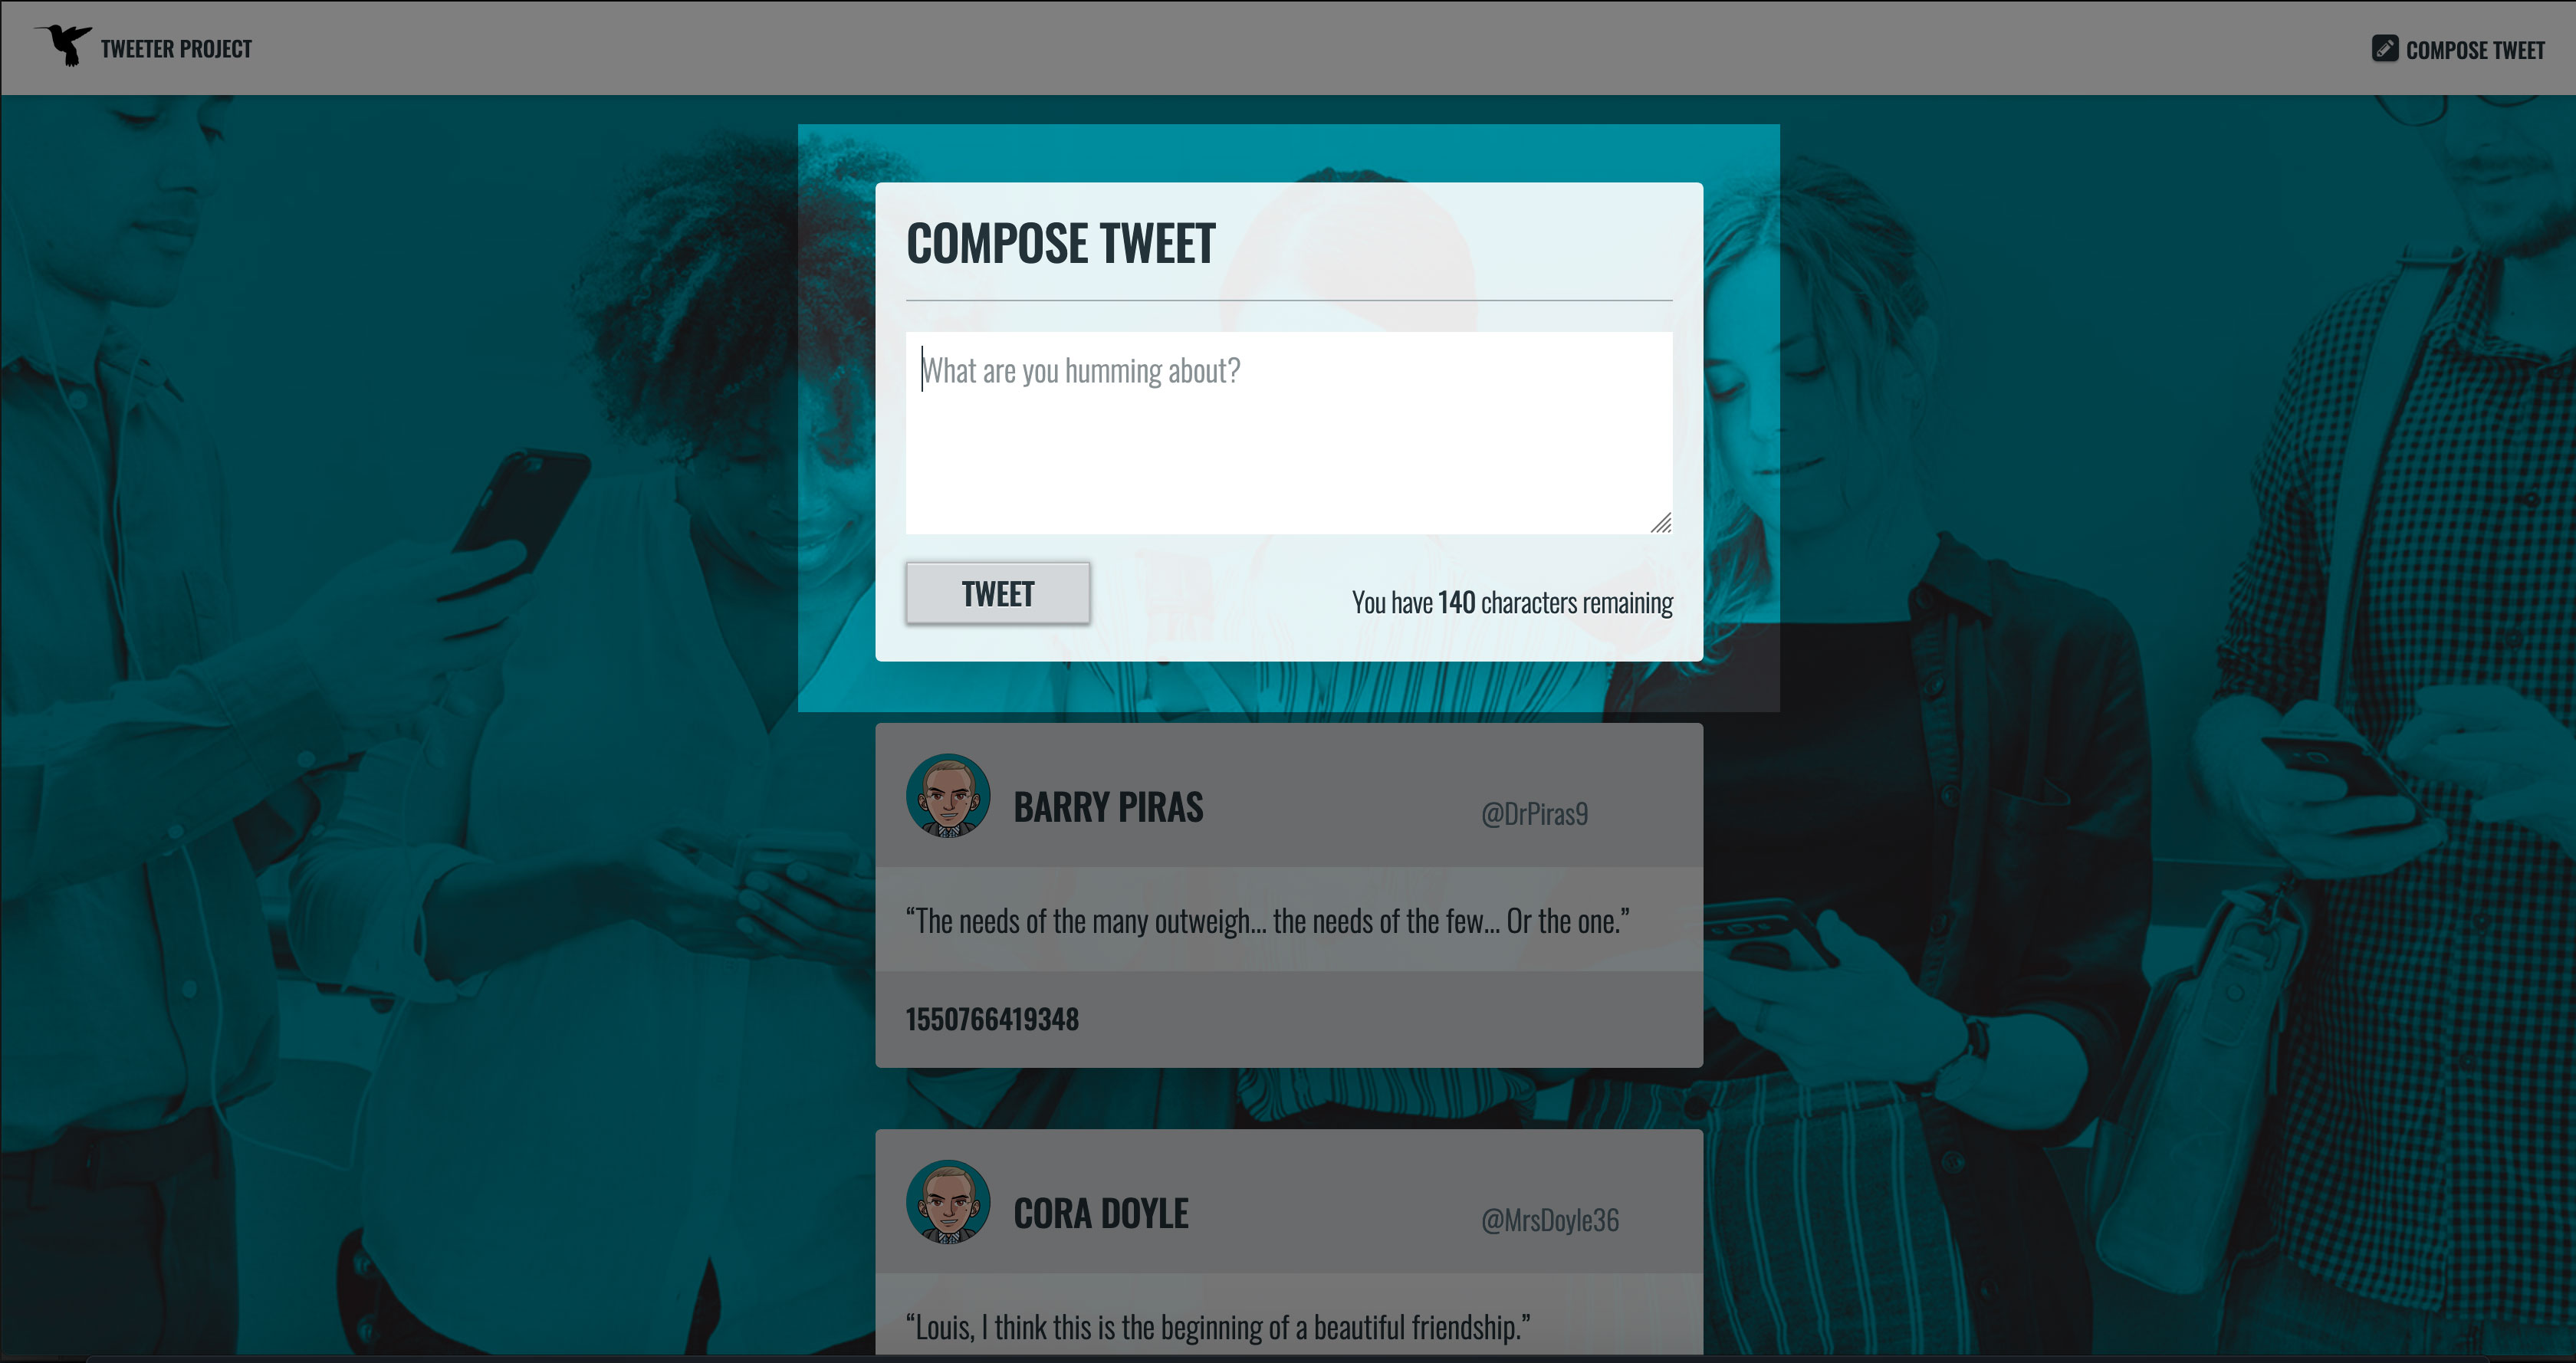 TWEETER PROJECT
COMPOSE TWEET
COMPOSE TWEET
What are you humming about?
TWEET
You have 140 characters remaining
BARRY PIRAS
@DrPiras9
“The needs of the many outweigh... the needs of the few... Or the one.”
1550766419348
CORA DOYLE
@MrsDoyle36
“Louis, I think this is the beginning of a beautiful friendship.”